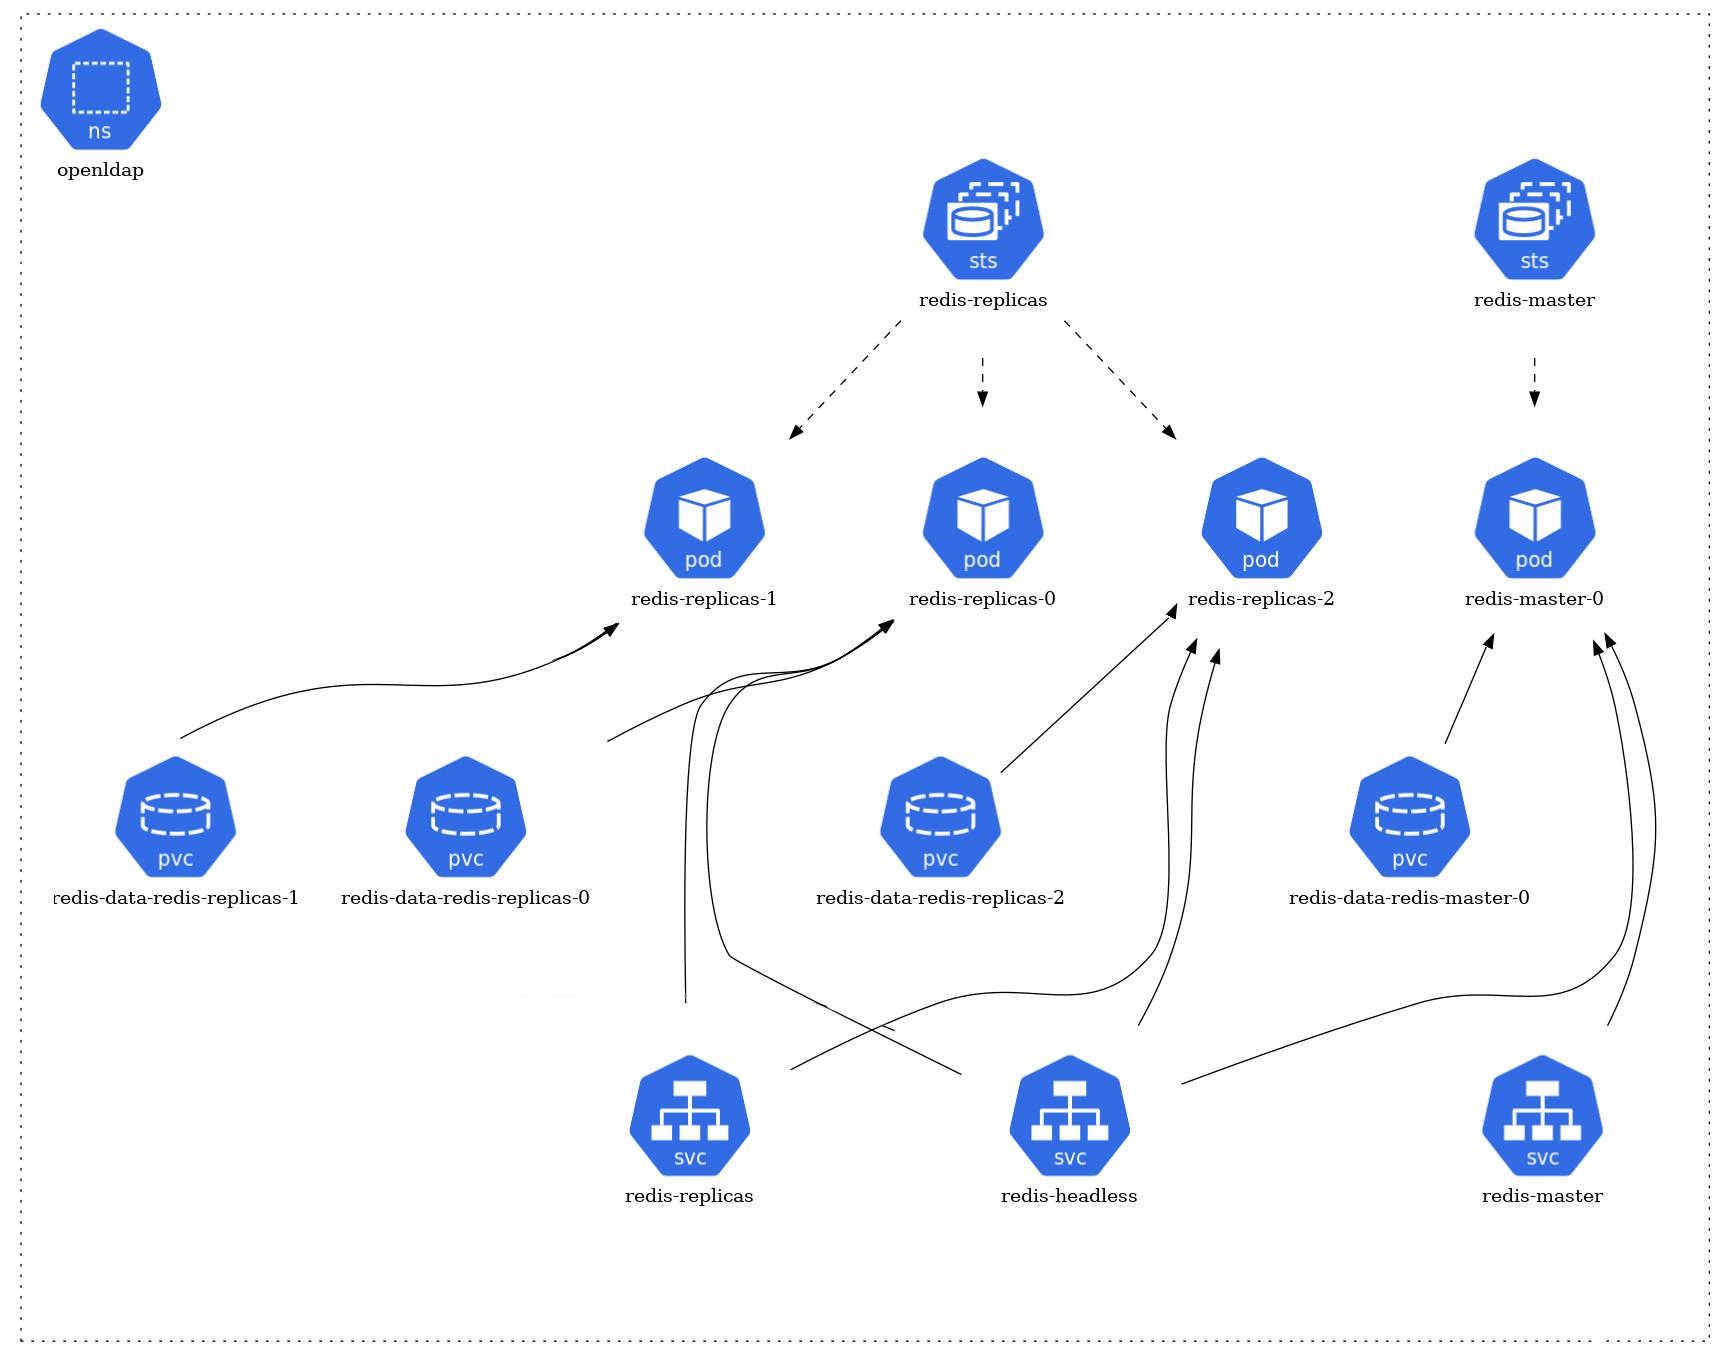 ns
openldap
sts
redis-replicas
sts
redis-master
pod
redis-replicas-1
pod
redis-replicas-0
pod
redis-replicas-2
pod
redis-master-0
pvc
redis-data-redis-replicas-1
pvc
redis-data-redis-replicas-0
pvc
redis-data-redis-replicas-2
pvc
redis-data-redis-master-0
svc
redis-replicas
svc
redis-headless
svc
redis-master